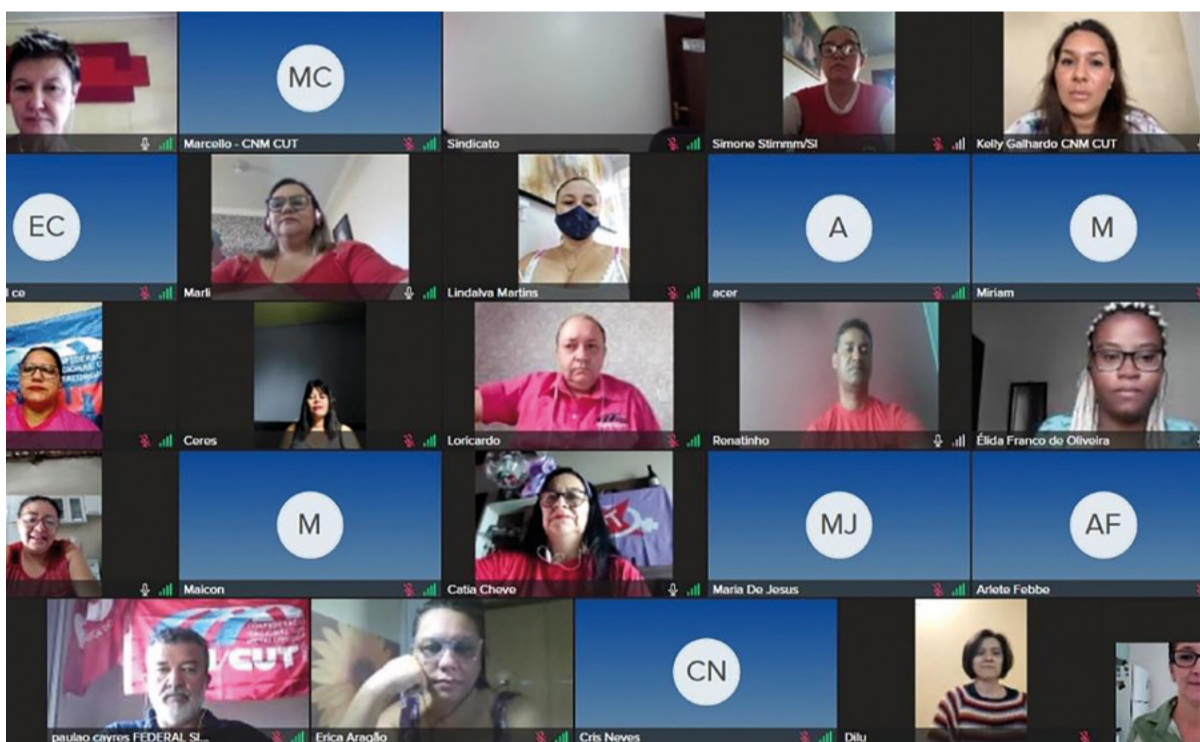 MC
Marcello - CNM CUT
Sindicato
Simone Stimmm/SI
Kelly Galhardo CNM CUT
EC
l ce
Marli
Lindalva Martins
A
acer
M
Miriam
Ceres
Loricardo
Renatinho
Élida Franco de Oliveira
M
Maicon
Catia Cheve
MJ
Maria De Jesus
AF
Arlete Febbe
CUT
paulao cayres FEDERAL SI...
Erica Aragão
CN
Cris Neves
Dilu